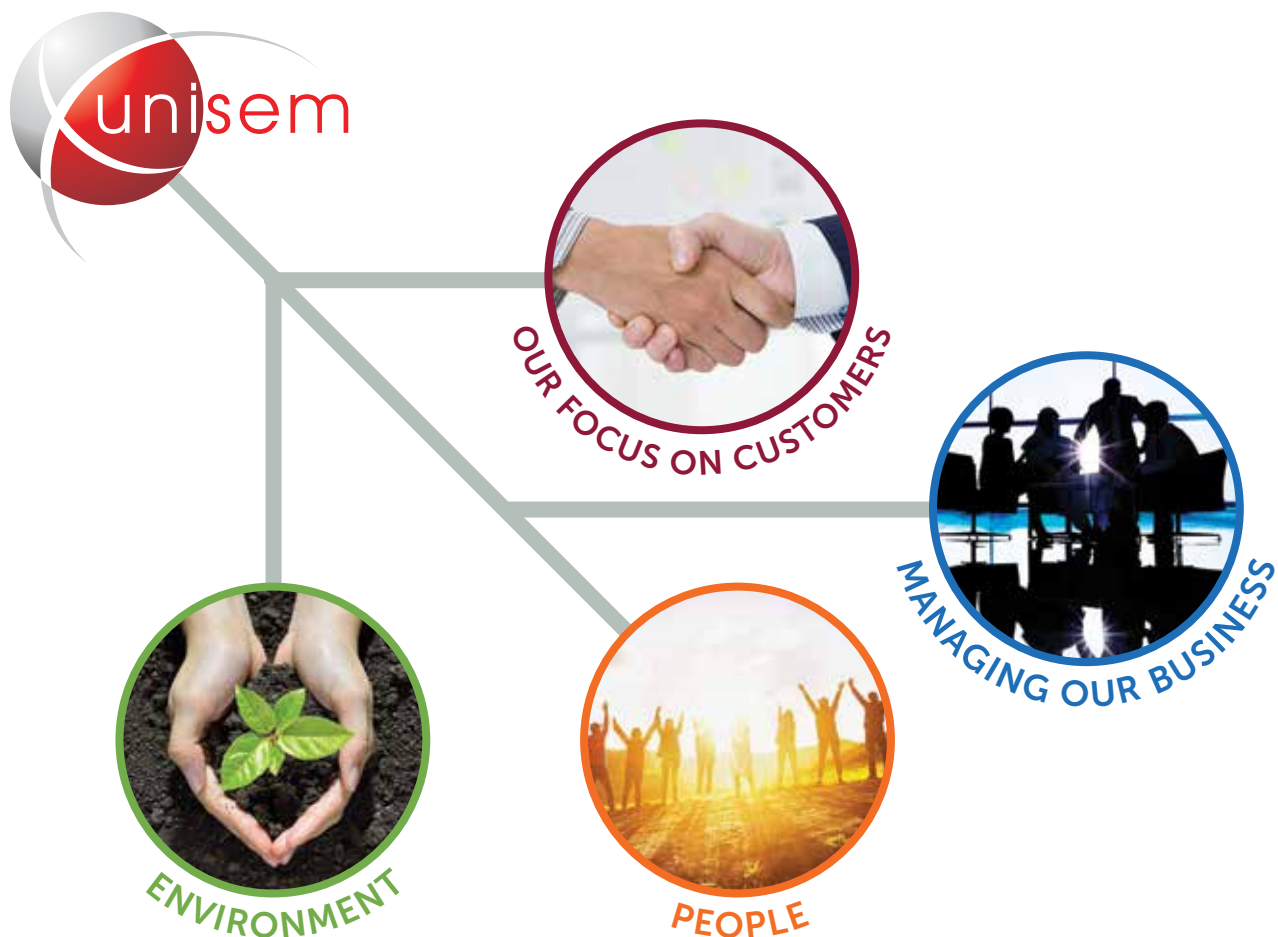 unisem
OUR FOCUS ON CUSTOMERS
MANAGING OUR BUSINESS
ENVIRONMENT
PEOPLE